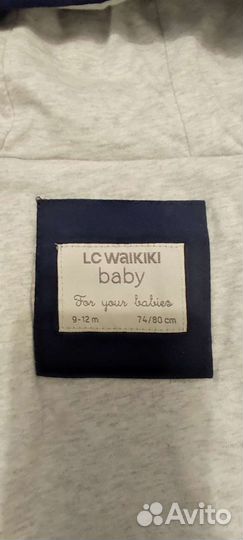 LC WAIKIKI
baby
For your babies
9-12 m 74/80 cm
Avito